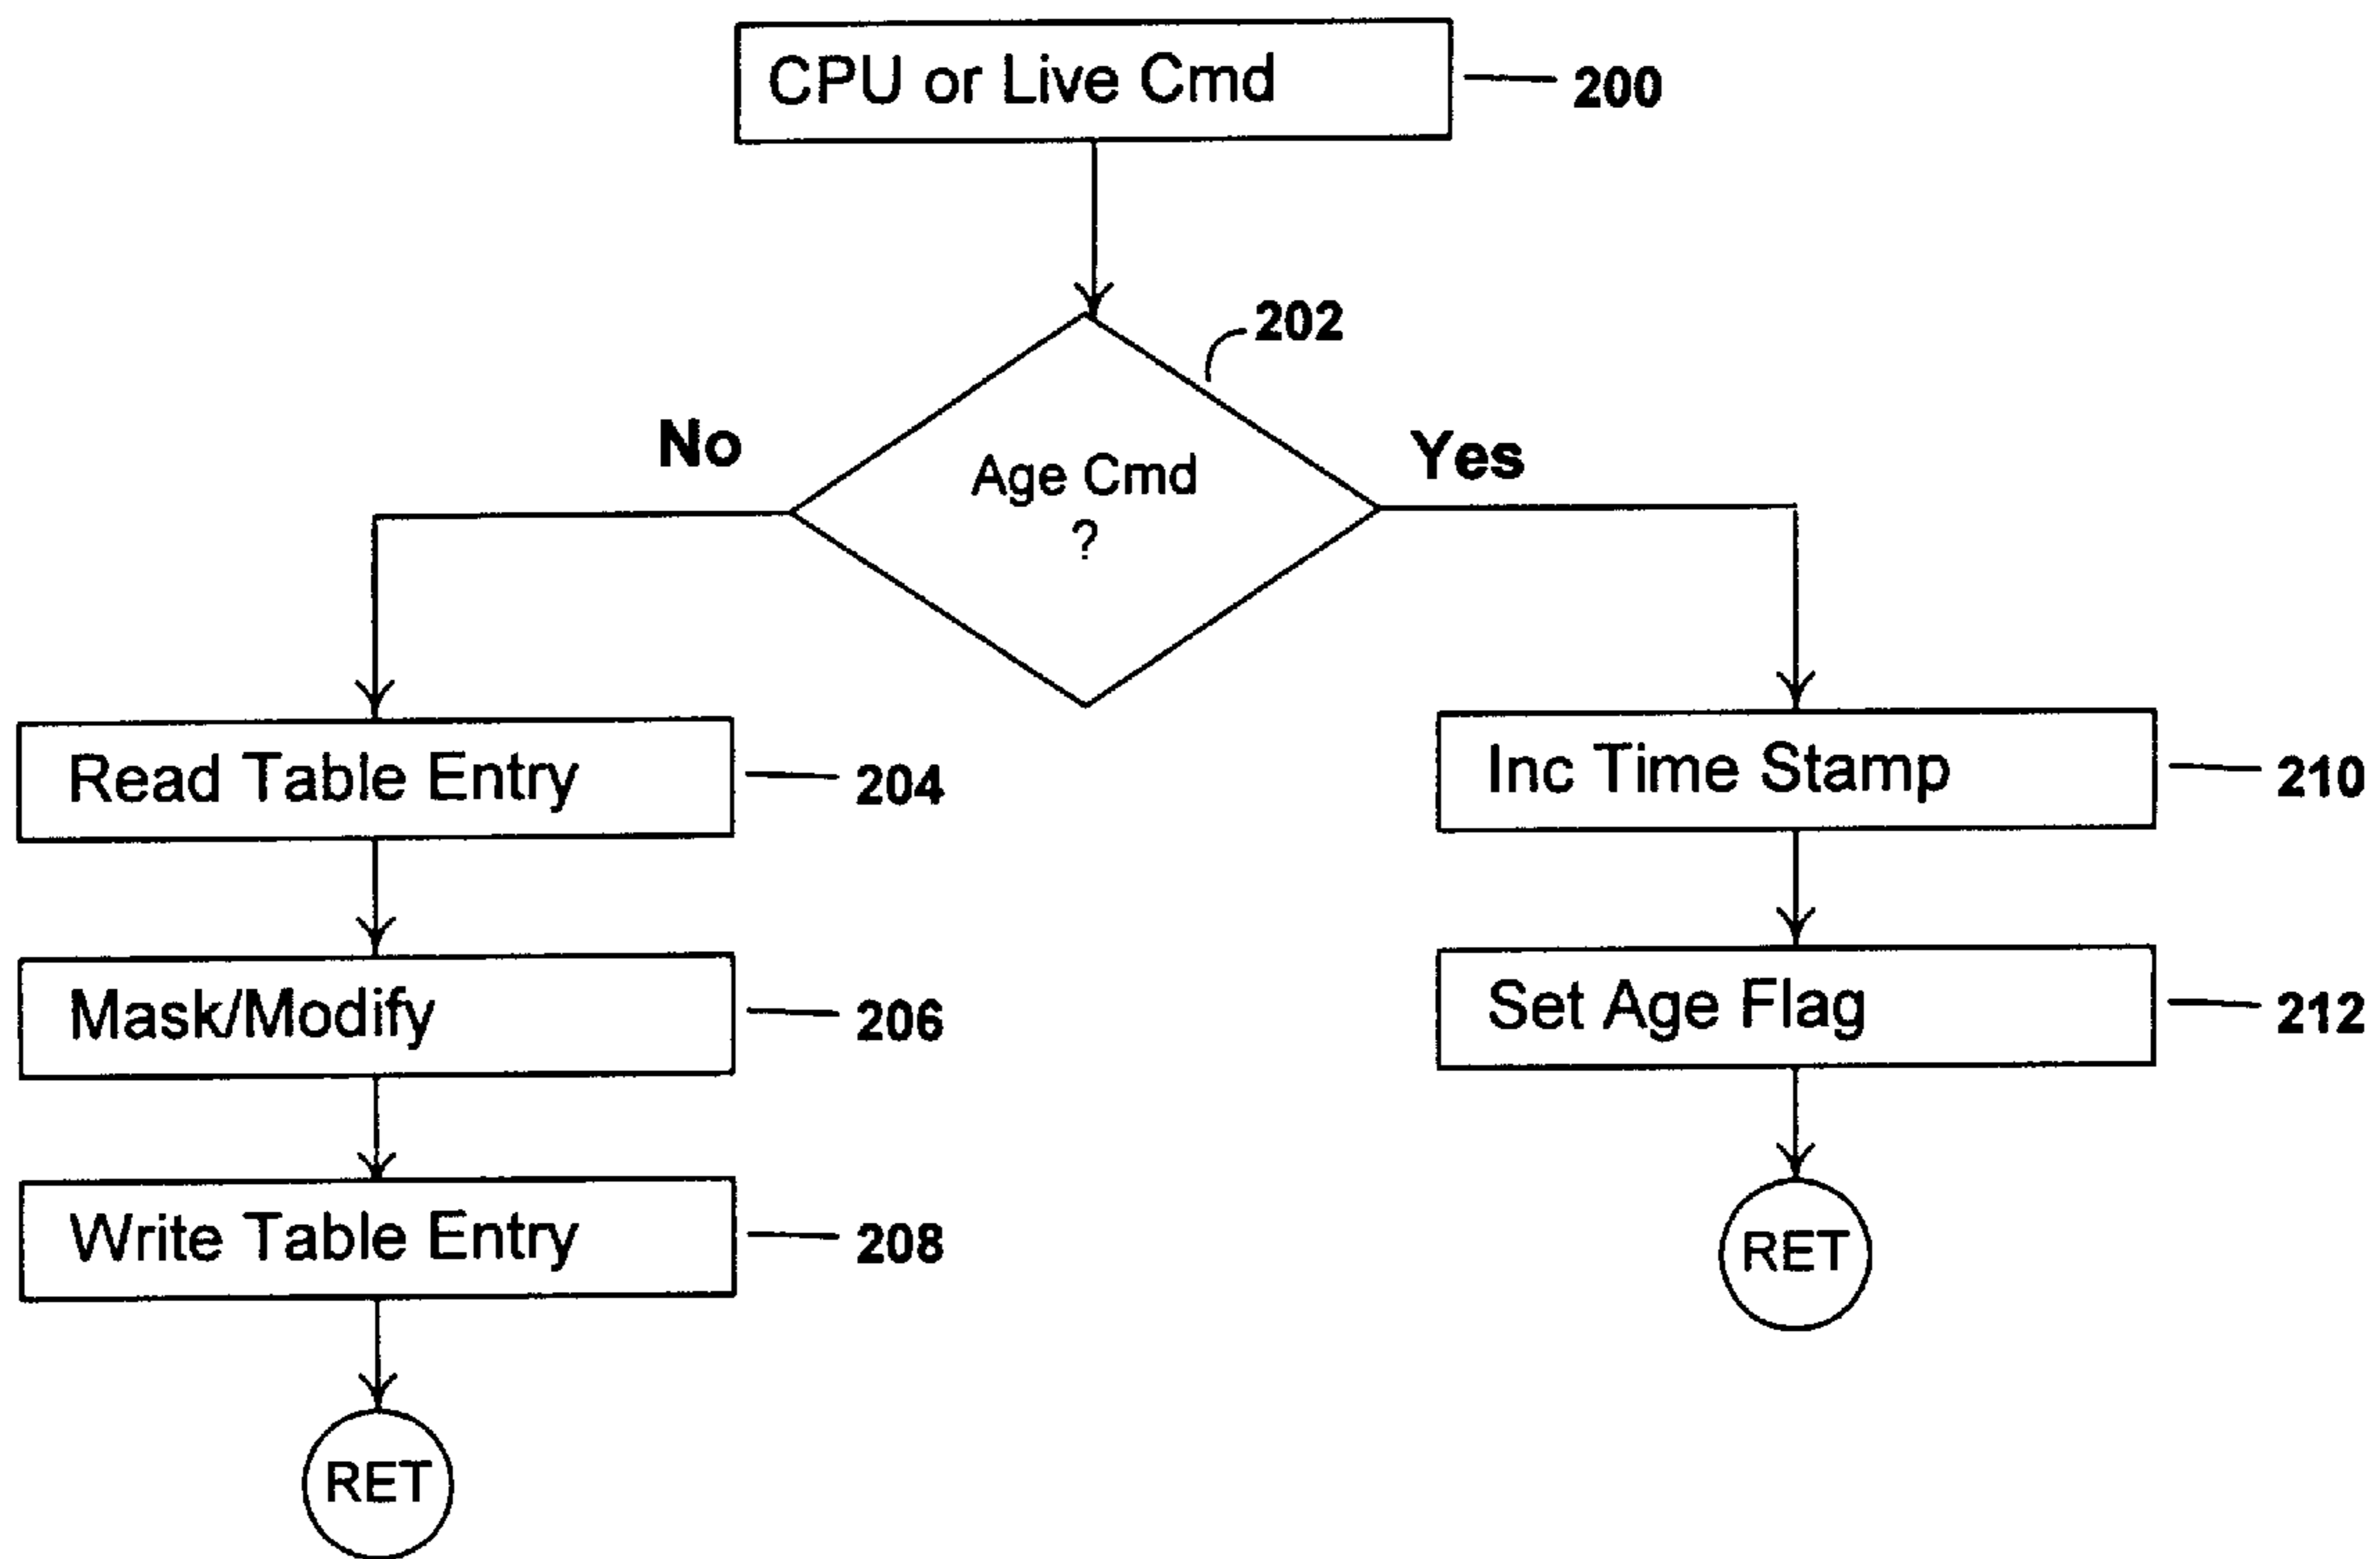 CPU or Live Cmd
200
202
No
Age Cmd
?
Yes
Read Table Entry
204
Inc Time Stamp
210
Mask/Modify
206
Set Age Flag
212
Write Table Entry
208
RET
RET